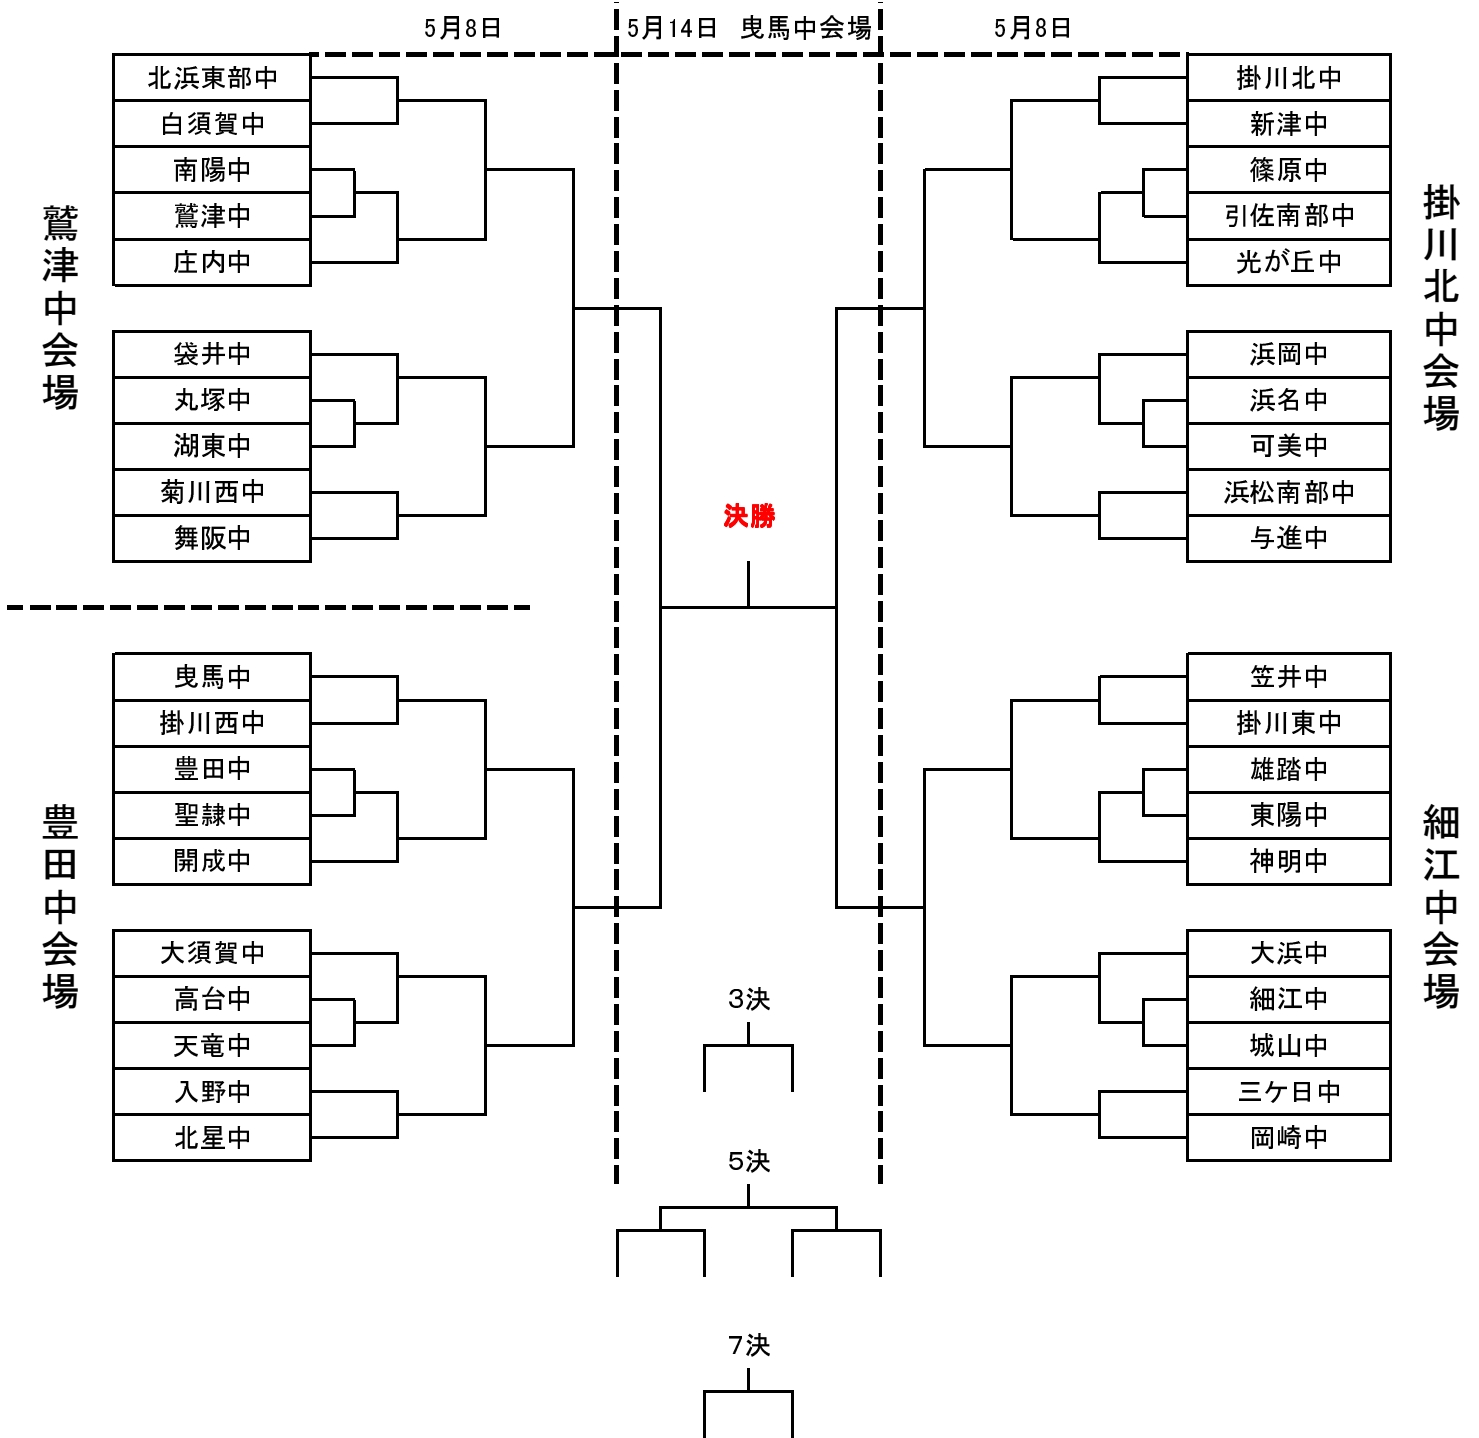 5月8日
5月14日　曳馬中会場
5月8日
鷲津中会場
北浜東部中
白須賀中
南陽中
鷲津中
庄内中
袋井中
丸塚中
湖東中
菊川西中
舞阪中
豊田中会場
曳馬中
掛川西中
豊田中
聖隷中
開成中
大須賀中
高台中
天竜中
入野中
北星中
決勝
3決
5決
7決
掛川北中
新津中
篠原中
引佐南部中
光が丘中
浜岡中
浜名中
可美中
浜松南部中
与進中
掛川北中会場
笠井中
掛川東中
雄踏中
東陽中
神明中
大浜中
細江中
城山中
三ケ日中
岡崎中
細江中会場